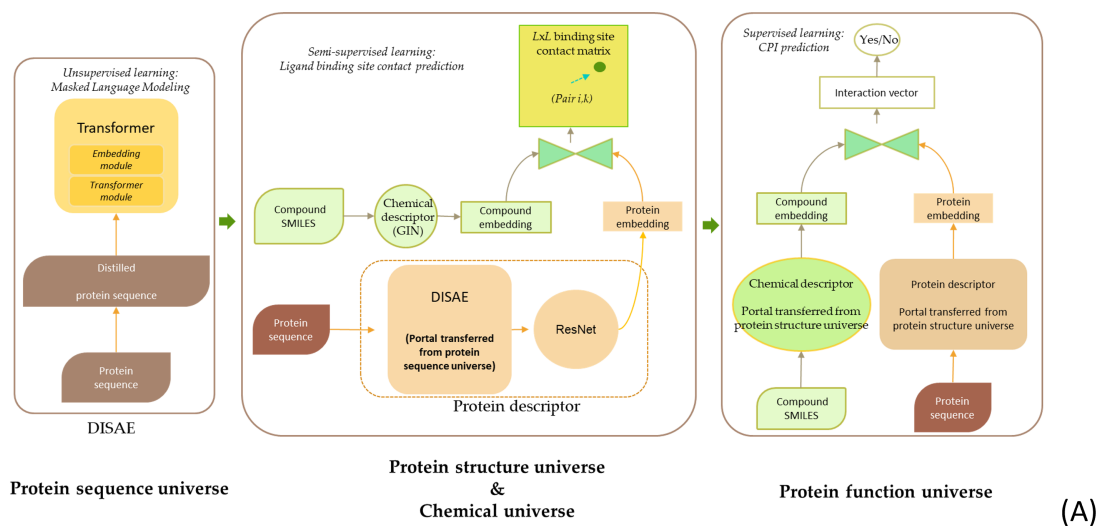 Unsupervised learning:
Masked Language Modeling
Transformer
Embedding
module
Transformer
module
Distilled
protein sequence
Protein
sequence
DISAE
Protein sequence universe
Semi-supervised learning:
Ligand binding site contact prediction
LxL binding site
contact matrix
(Pair i,k)
Compound
SMILES
Chemical
descriptor
(GIN)
Compound
embedding
Protein
embedding
Protein
sequence
DISAE
(Portal transferred
from protein
sequence universe)
ResNet
Protein descriptor
Protein structure universe
&
Chemical universe
Supervised learning:
CPI prediction
Yes/No
Interaction vector
Compound
embedding
Protein
embedding
Chemical descriptor
Portal transferred from
protein structure universe
Protein descriptor
Portal transferred from
protein structure universe
Compound
SMILES
Protein
sequence
Protein function universe
(A)